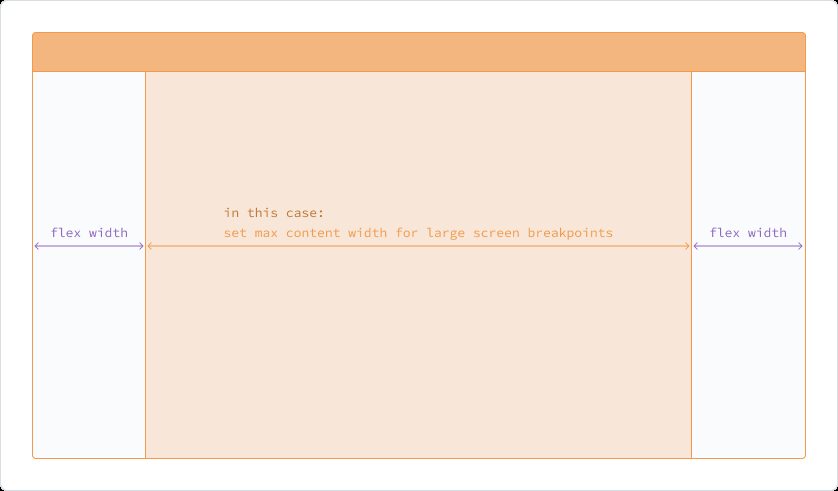 in this case:
flex width
set max content width for large screen breakpoints
flex width